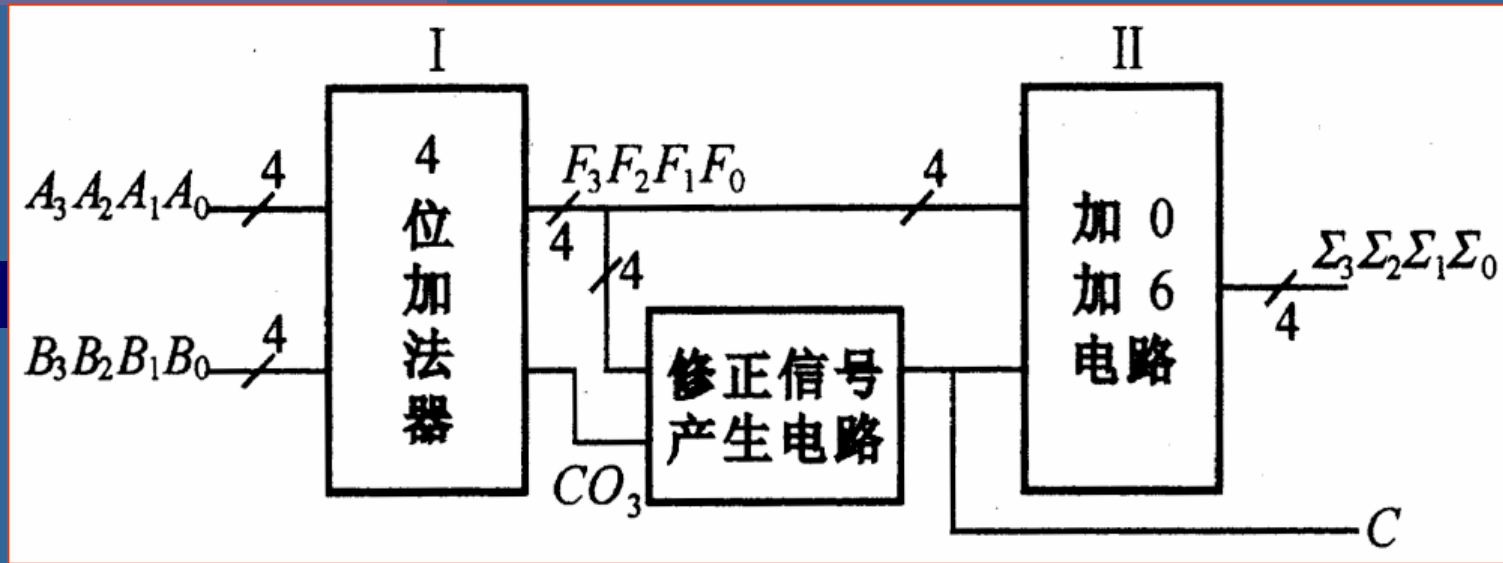 I
II
4
位
加
法
器
A₃A₂A₁A₀
4
B₃B₂B₁B₀
4
F₃F₂F₁F₀
4
4
4
CO₃
修正信号
产生电路
加 0
加 6
电路
Σ₃Σ₂Σ₁Σ₀
4
C